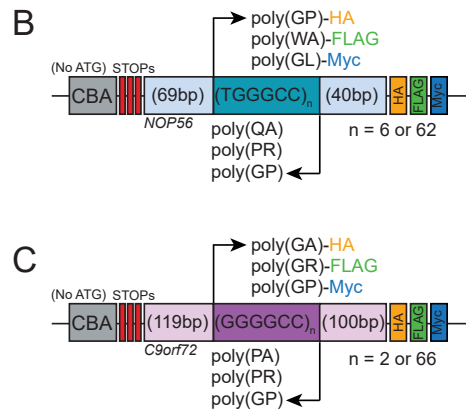 B
poly(GP)-HA
poly(WA)-FLAG
poly(GL)-Myc
(No ATG)
STOPs
CBA
(69bp)
(TGGGCC)n
(40bp)
HA
FLAG
Myc
NOP56
poly(QA)
poly(PR)
poly(GP)
n = 6 or 62
C
poly(GA)-HA
poly(GR)-FLAG
poly(GP)-Myc
(No ATG)
STOPs
CBA
(119bp)
(GGGGCC)n
(100bp)
HA
FLAG
Myc
C9orf72
poly(PA)
poly(PR)
poly(GP)
n = 2 or 66